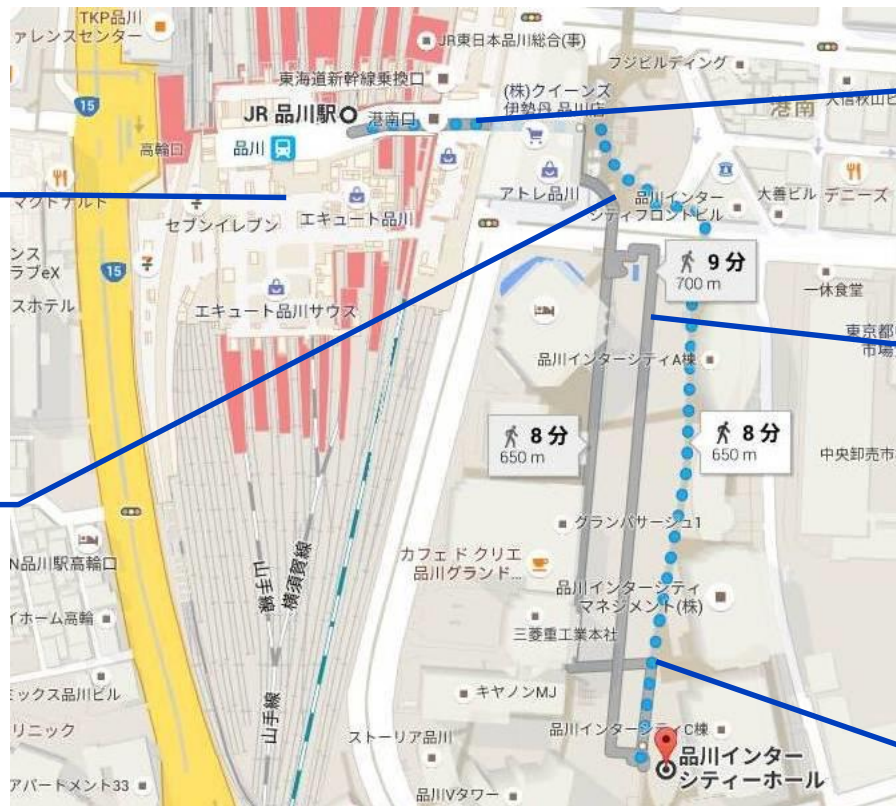 TKP品川
ァレンスセンター
JR東日本品川総合(事)
フジビルディング
東海道新幹線乗換口
(株)クイーンズ
伊勢丹 品川店
港南
15
JR 品川駅
港南口
高輪口
品川
マクドナルド
セブンイレブン
エキュート品川
アトレ品川
品川インター
シティフロントビル
大善ビル
デニーズ
ンス
ラブeX
スホテル
15
9 分
700 m
一休食堂
エキュート品川サウス
東京都
市場
品川インターシティA棟
8 分
650 m
8 分
650 m
中央卸売市
グランパサージュ1
N品川駅高輪口
カフェ ド クリエ
品川グランド...
山手線
横須賀線
品川インターシティ
マネジメント(株)
イホーム高輪
三菱重工業本社
ミックス品川ビル
キヤノンMJ
リニック
山手線
ストーリア品川
品川インターシティC棟
品川インター
シティーホール
アパートメント33
品川Vタワー